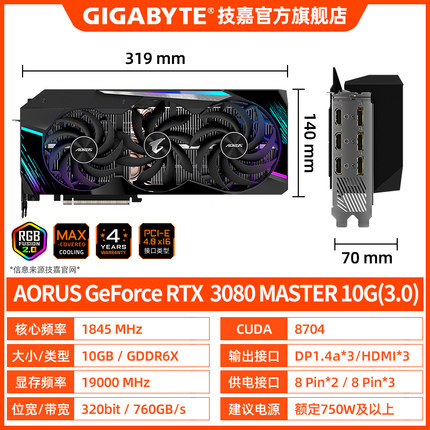 GIGABYTE™ 技嘉官方旗舰店
319 mm
140 mm
70 mm
AORUS
AORUS
RGB
FUSION
2.0
MAX
-COVERED
COOLING
4
YEARS
WARRANTY
PCI-E
4.0x16
接口类型
*信息来源技嘉官网*
AORUS GeForce RTX 3080 MASTER 10G(3.0)
核心频率 1845 MHz CUDA 8704
大小/类型 10GB / GDDR6X 输出接口 DP1.4a*3/HDMI*3
显存频率 19000 MHz 供电接口 8 Pin*2 / 8 Pin*3
位宽/带宽 320bit / 760GB/s 建议电源 额定750W及以上